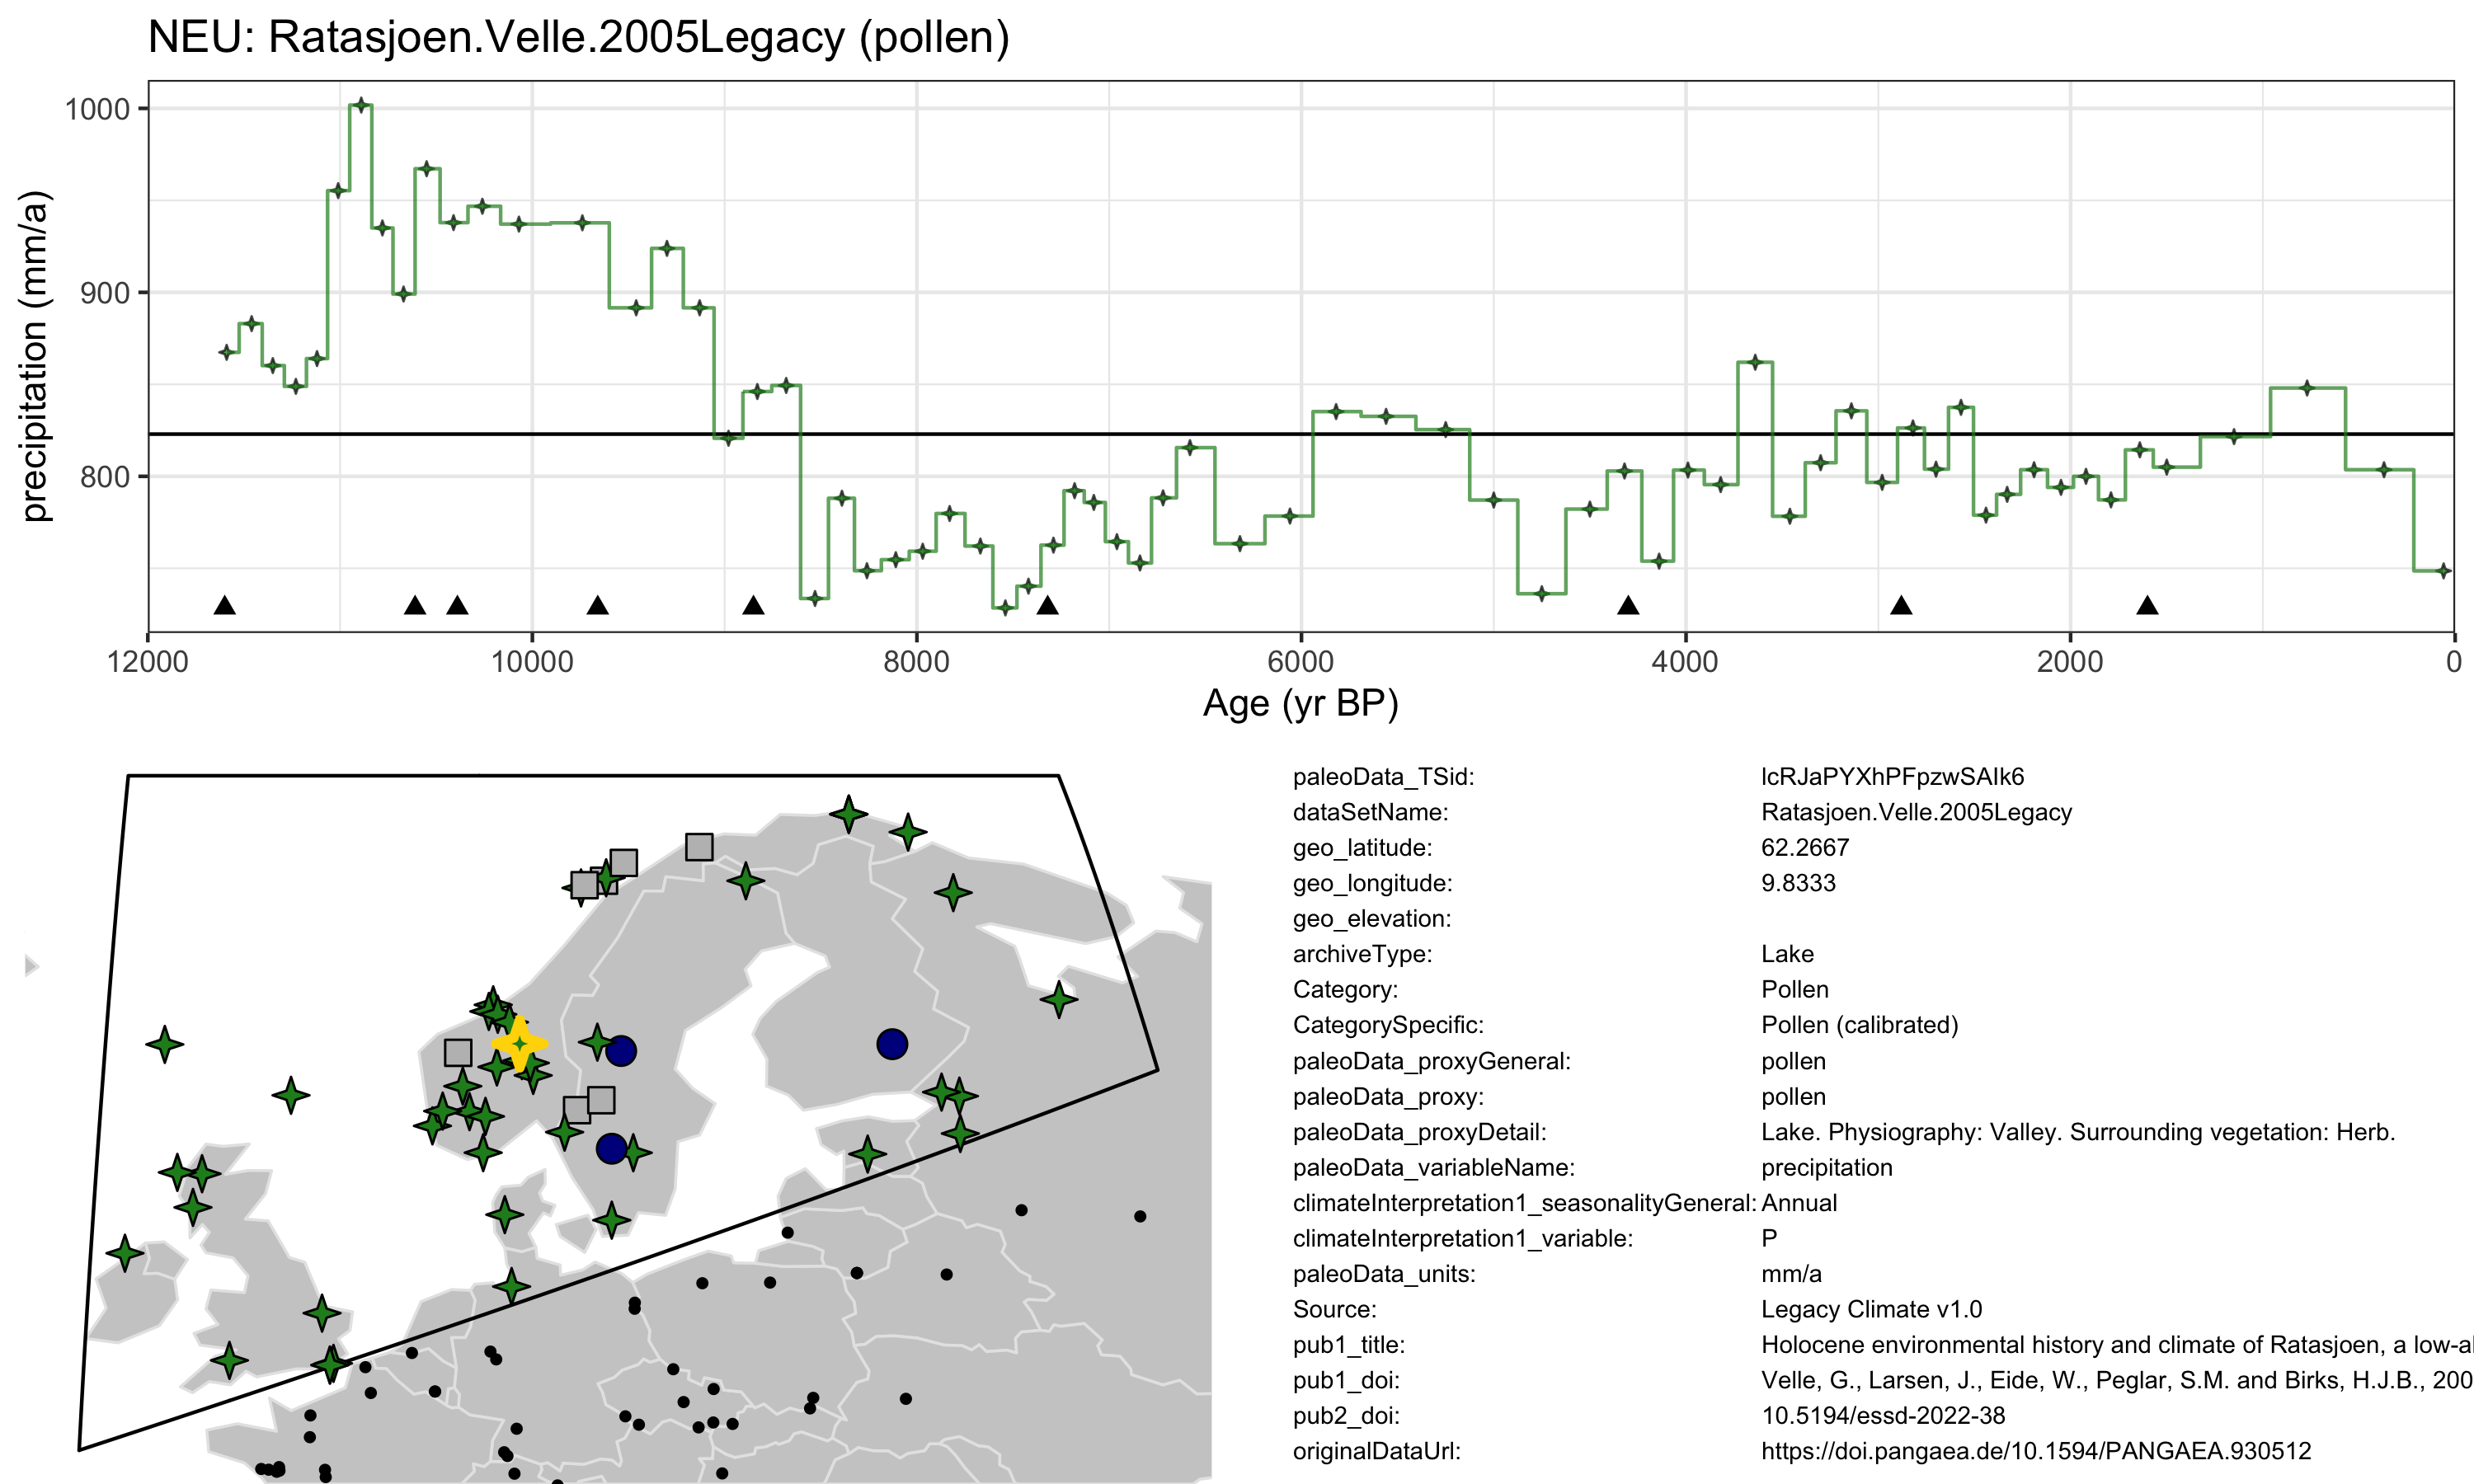 NEU: Ratasjoen.Velle.2005Legacy (pollen)
precipitation (mm/a)
1000
900
800
12000 10000 8000 6000 4000 2000 0
Age (yr BP)
paleoData_TSid: lcRJaPYXhPFpzwSAIk6
dataSetName: Ratasjoen.Velle.2005Legacy
geo_latitude: 62.2667
geo_longitude: 9.8333
geo_elevation:
archiveType: Lake
Category: Pollen
CategorySpecific: Pollen (calibrated)
paleoData_proxyGeneral: pollen
paleoData_proxy: pollen
paleoData_proxyDetail: Lake. Physiography: Valley. Surrounding vegetation: Herb.
paleoData_variableName: precipitation
climateInterpretation1_seasonalityGeneral: Annual
climateInterpretation1_variable: P
paleoData_units: mm/a
Source: Legacy Climate v1.0
pub1_title: Holocene environmental history and climate of Ratasjoen, a low-al
pub1_doi: Velle, G., Larsen, J., Eide, W., Peglar, S.M. and Birks, H.J.B., 200
pub2_doi: 10.5194/essd-2022-38
originalDataUrl: https://doi.pangaea.de/10.1594/PANGAEA.930512